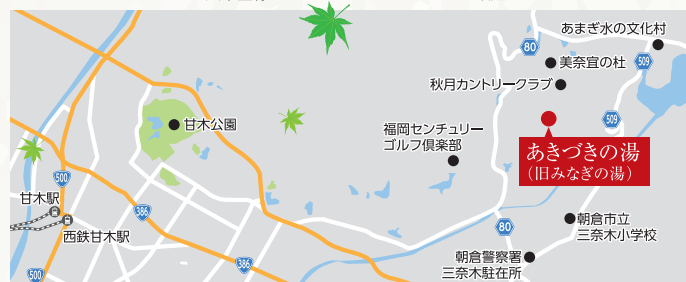 あまぎ水の文化村
80
美奈宜の杜
509
秋月カントリークラブ
甘木公園
509
福岡センチュリー
ゴルフ倶楽部
あきづきの湯
(旧みなぎの湯)
500
甘木駅
386
西鉄甘木駅
80
朝倉市立
三奈木小学校
朝倉警察署
三奈木駐在所
386
500